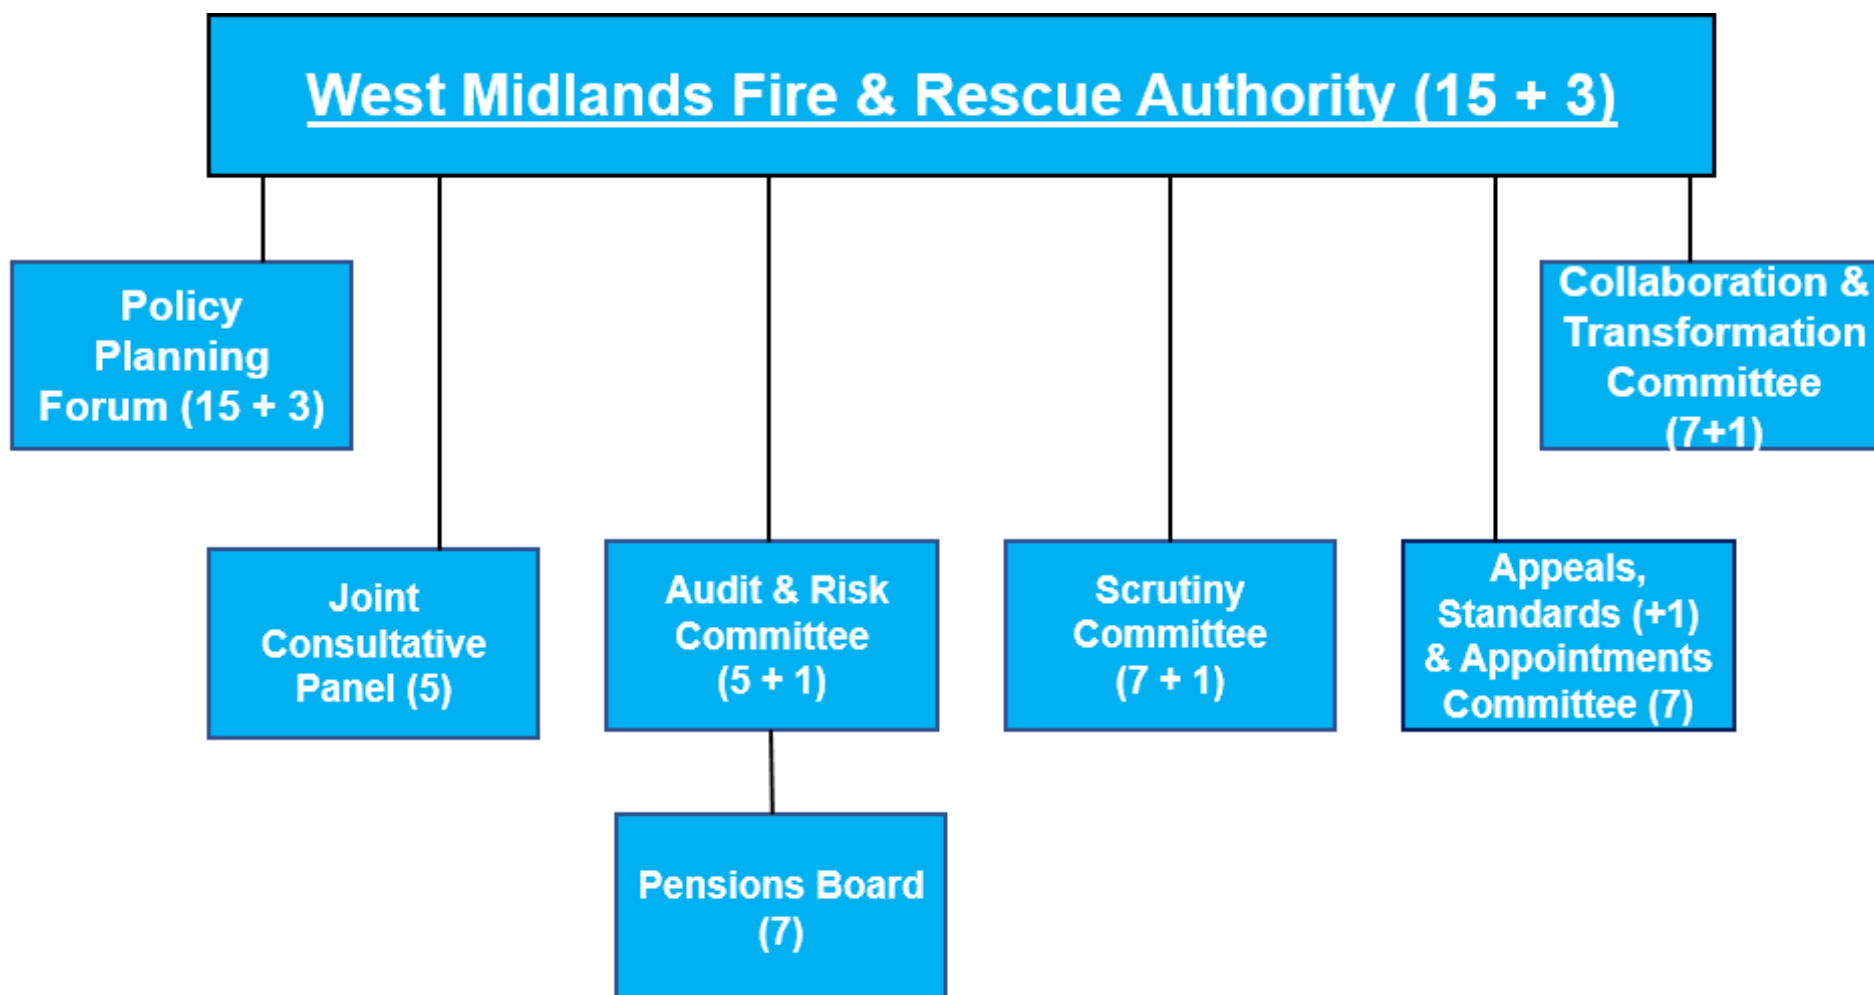 West Midlands Fire & Rescue Authority (15 + 3)
Policy
Planning
Forum (15 + 3)
Collaboration &
Transformation
Committee
(7+1)
Joint
Consultative
Panel (5)
Audit & Risk
Committee
(5 + 1)
Scrutiny
Committee
(7 + 1)
Appeals,
Standards (+1)
& Appointments
Committee (7)
Pensions Board
(7)